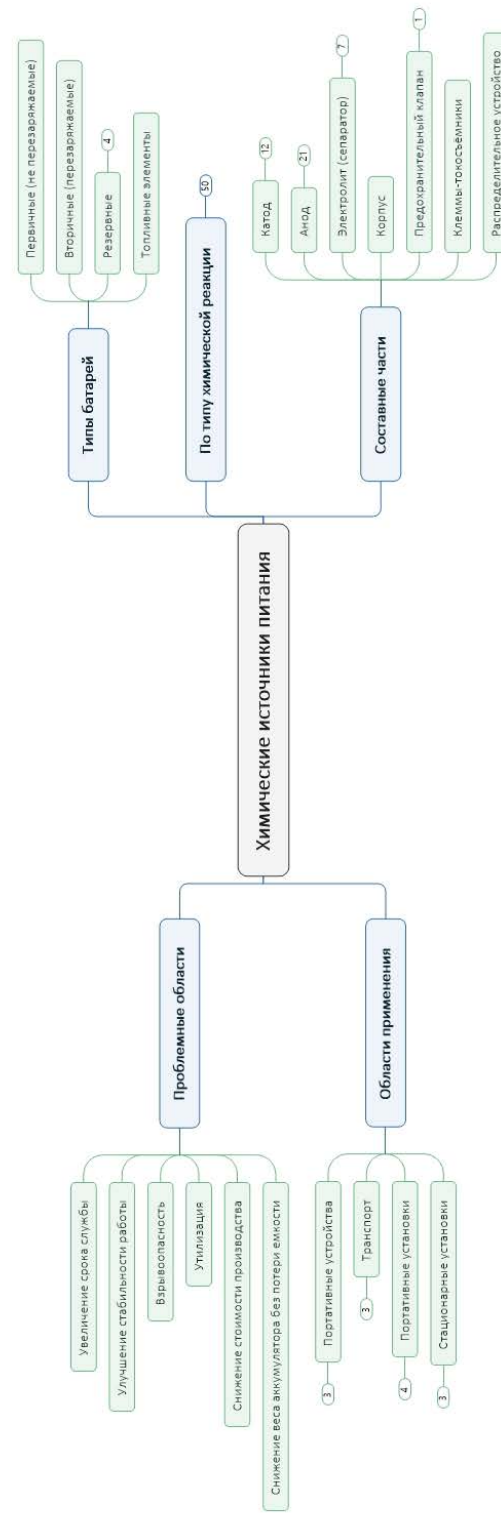 Химические источники питания
Типы батарей
Первичные (не перезаряжаемые)
Вторичные (перезаряжаемые)
Резервные
4
Топливные элементы
По типу химической реакции
50
Составные части
Катод
12
Анод
21
Электролит (сепаратор)
7
Корпус
Предохранительный клапан
1
Клеммы-токосъёмники
Распределительное устройство
Проблемные области
Увеличение срока службы
Улучшение стабильности работы
Взрывоопасность
Утилизация
Снижение стоимости производства
Снижение веса аккумулятора без потери емкости
Области применения
Портативные устройства
3
Транспорт
3
Портативные установки
4
Стационарные установки
3